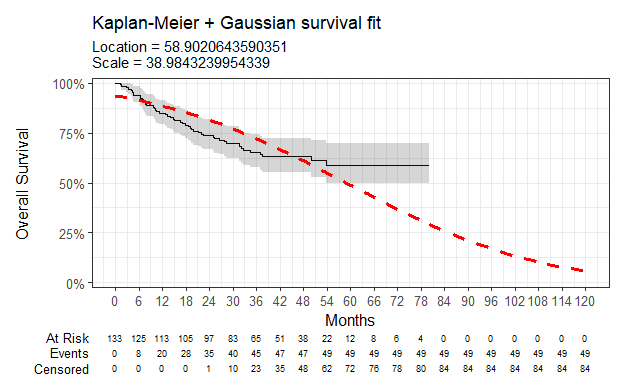 Kaplan-Meier + Gaussian survival fit
Location = 58.9020643590351
Scale = 38.9843239954339
100%
75%
50%
25%
0%
Overall Survival
0 6 12 18 24 30 36 42 48 54 60 66 72 78 84 90 96 102 108 114 120
Months
At Risk 133 125 113 105 97 83 65 51 38 22 12 8 6 4 0 0 0 0 0 0 0
Events 0 8 20 28 35 40 45 47 47 49 49 49 49 49 49 49 49 49 49 49 49
Censored 0 0 0 0 1 10 23 35 48 62 72 76 78 80 84 84 84 84 84 84 84